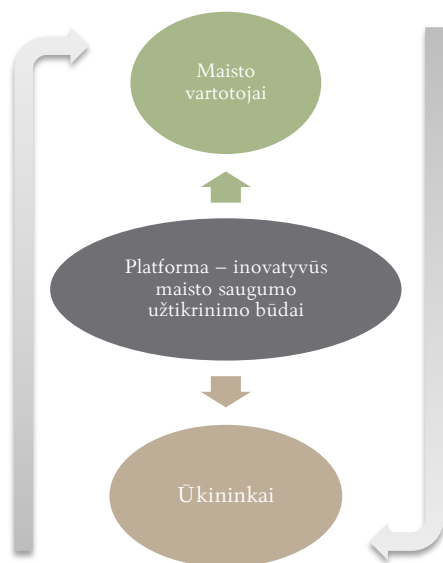 Maisto
vartotojai
Platforma – inovatyvūs
maisto saugumo
užtikrinimo būdai
Ūkininkai